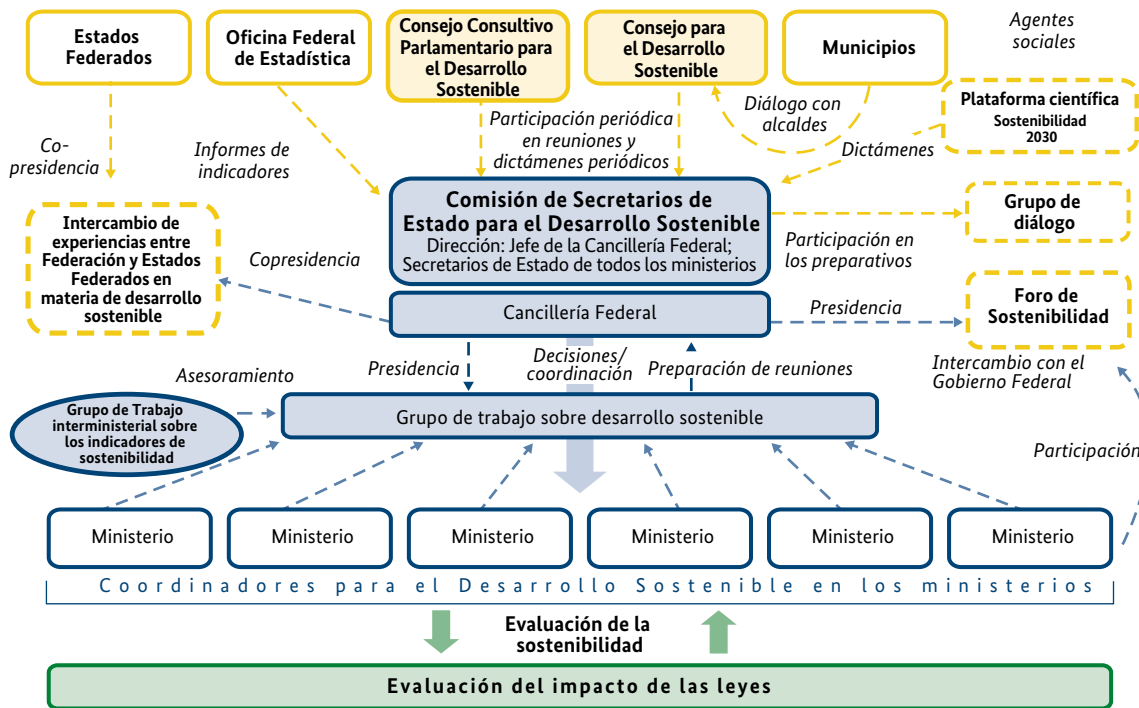 Estados
Federados
Oficina Federal
de Estadística
Consejo Consultivo
Parlamentario para
el Desarrollo
Sostenible
Consejo para
el Desarrollo
Sostenible
Municipios
Agentes
sociales
Plataforma científica
Sostenibilidad
2030
Co-
presidencia
Informes de
indicadores
Participación periódica
en reuniones y
dictámenes periódicos
Diálogo con
alcaldes
Dictámenes
Comisión de Secretarios de
Estado para el Desarrollo Sostenible
Dirección: Jefe de la Cancillería Federal;
Secretarios de Estado de todos los ministerios
Grupo de
diálogo
Participación en
los preparativos
Intercambio de
experiencias entre
Federación y Estados
Federados en
materia de desarrollo
sostenible
Copresidencia
Cancillería Federal
Presidencia
Foro de
Sostenibilidad
Intercambio con el
Gobierno Federal
Presidencia
Decisiones/
coordinación
Preparación de reuniones
Asesoramiento
Grupo de Trabajo
interministerial sobre
los indicadores de
sostenibilidad
Grupo de trabajo sobre desarrollo sostenible
Participación
Ministerio
Ministerio
Ministerio
Ministerio
Ministerio
Ministerio
Coordinadores para el Desarrollo Sostenible en los ministerios
Evaluación de la
sostenibilidad
Evaluación del impacto de las leyes